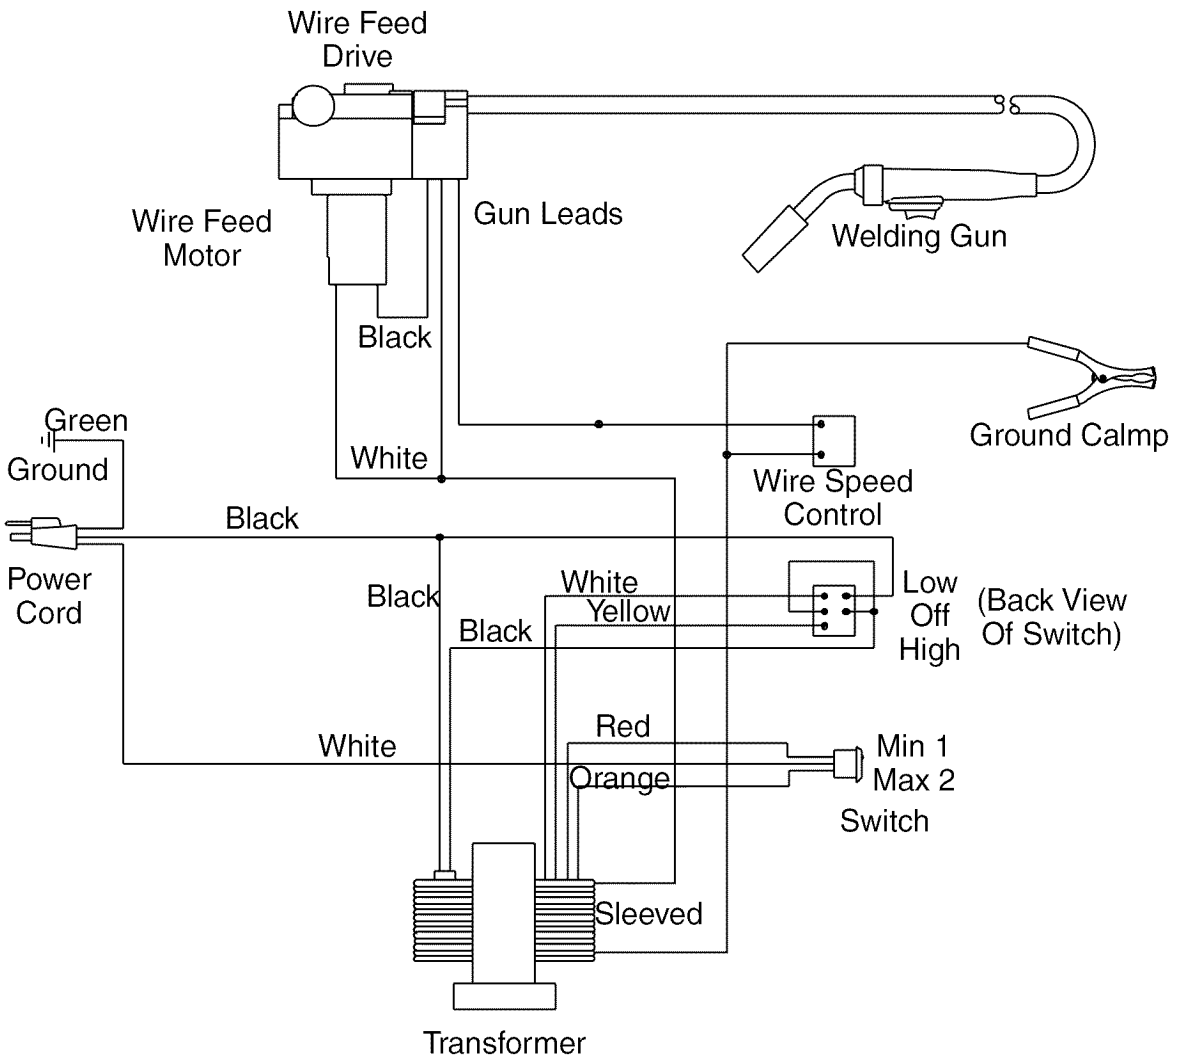 Wire Feed
Drive
Wire Feed
Motor
Gun Leads
Welding Gun
Black
Ground Calmp
Green
Ground
White
Wire Speed
Control
Black
Power
Cord
Black
White
Yellow
Black
Low
Off
High
(Back View
Of Switch)
Red
White
Orange
Min 1
Max 2
Switch
Sleeved
Transformer